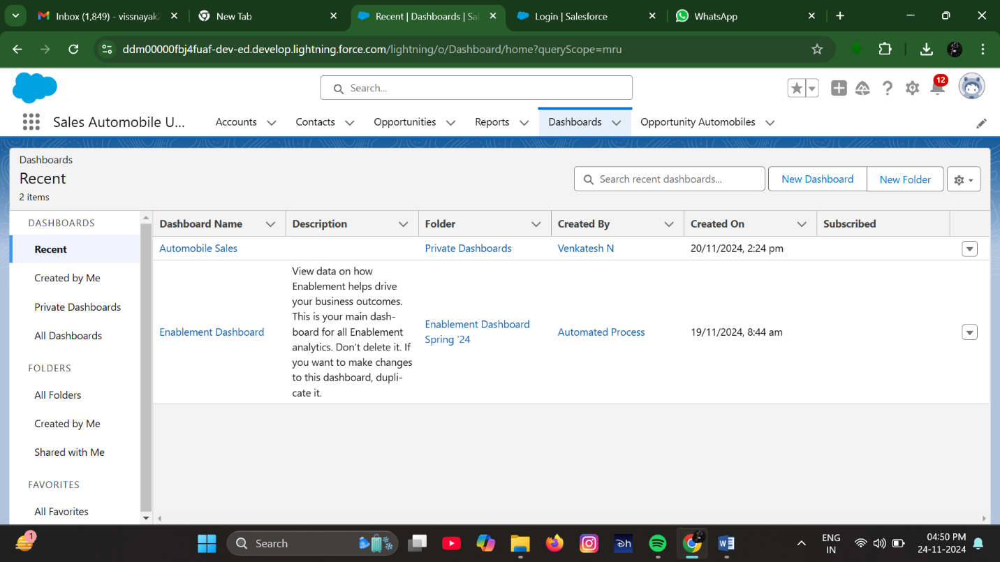 Inbox (1,849) - vissnayak2
New Tab
Recent | Dashboards | Sal
Login | Salesforce
WhatsApp
ddm00000fbj4fuaf-dev-ed.develop.lightning.force.com/lightning/o/Dashboard/home?queryScope=mru
Search...
12
Sales Automobile U...
Accounts
Contacts
Opportunities
Reports
Dashboards
Opportunity Automobiles
Dashboards
Recent
2 items
Search recent dashboards...
New Dashboard
New Folder
DASHBOARDS
Recent
Created by Me
Private Dashboards
All Dashboards
FOLDERS
All Folders
Created by Me
Shared with Me
FAVORITES
All Favorites
Dashboard Name
Description
Folder
Created By
Created On
Subscribed
Automobile Sales
Private Dashboards
Venkatesh N
20/11/2024, 2:24 pm
Enablement Dashboard
View data on how
Enablement helps drive
your business outcomes.
This is your main dash-
board for all Enablement
analytics. Don't delete it. If
you want to make changes
to this dashboard, dupli-
cate it.
Enablement Dashboard
Spring '24
Automated Process
19/11/2024, 8:44 am
1
Search
Dh
W
ENG
IN
04:50 PM
24-11-2024